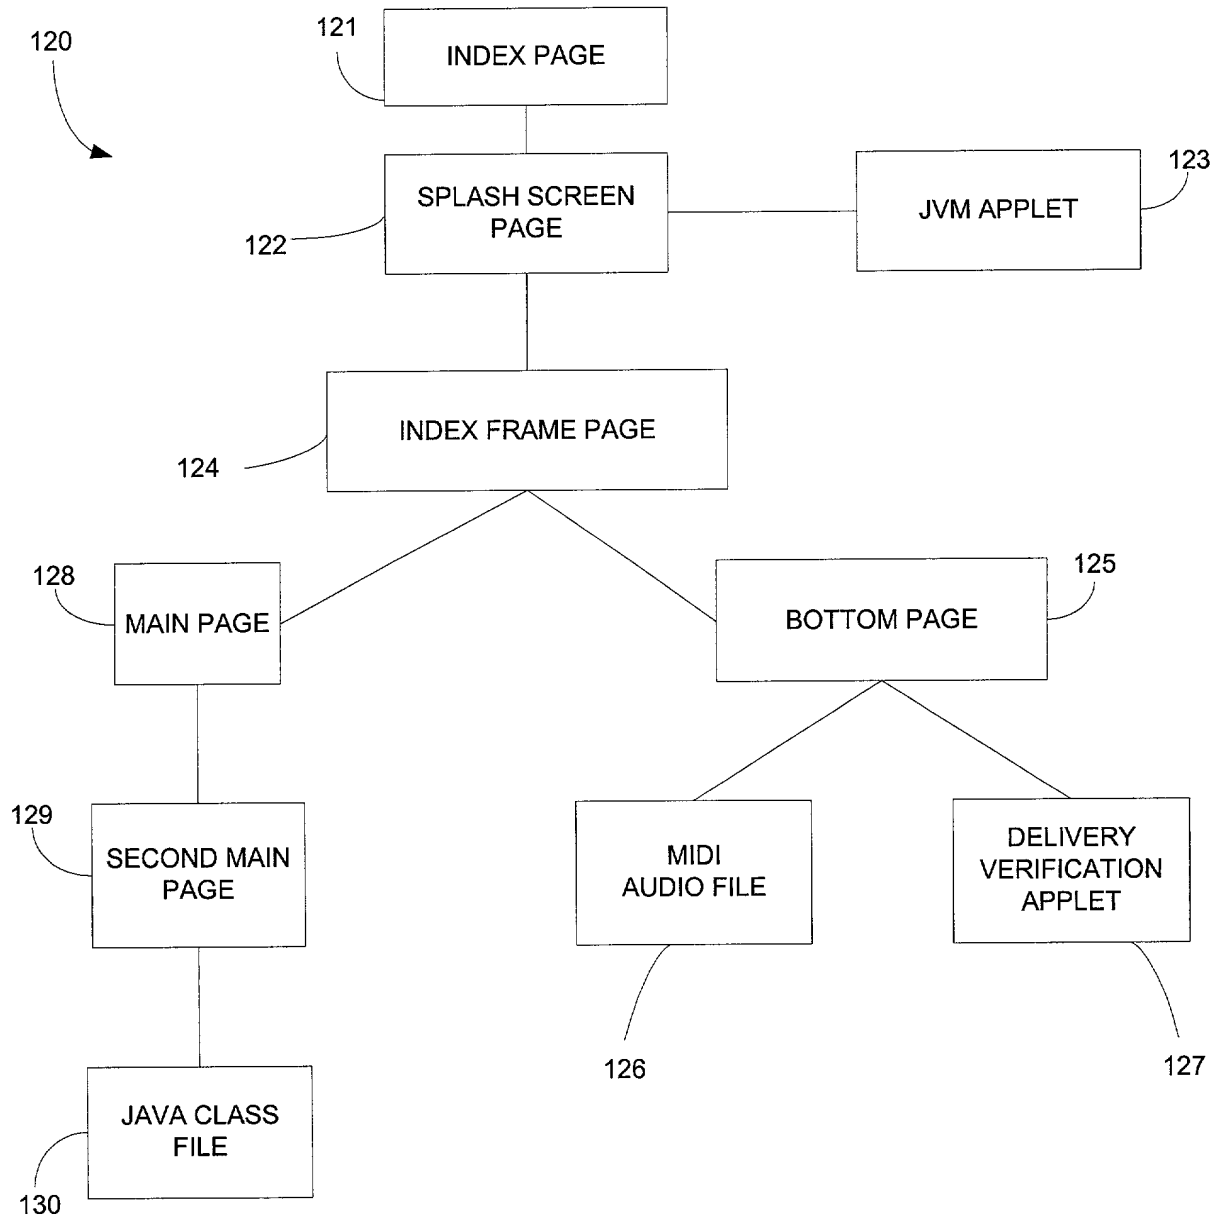 120
121
INDEX PAGE
SPLASH SCREEN
PAGE
122
JVM APPLET
123
INDEX FRAME PAGE
124
128
MAIN PAGE
125
BOTTOM PAGE
129
SECOND MAIN
PAGE
MIDI
AUDIO FILE
126
DELIVERY
VERIFICATION
APPLET
127
JAVA CLASS
FILE
130